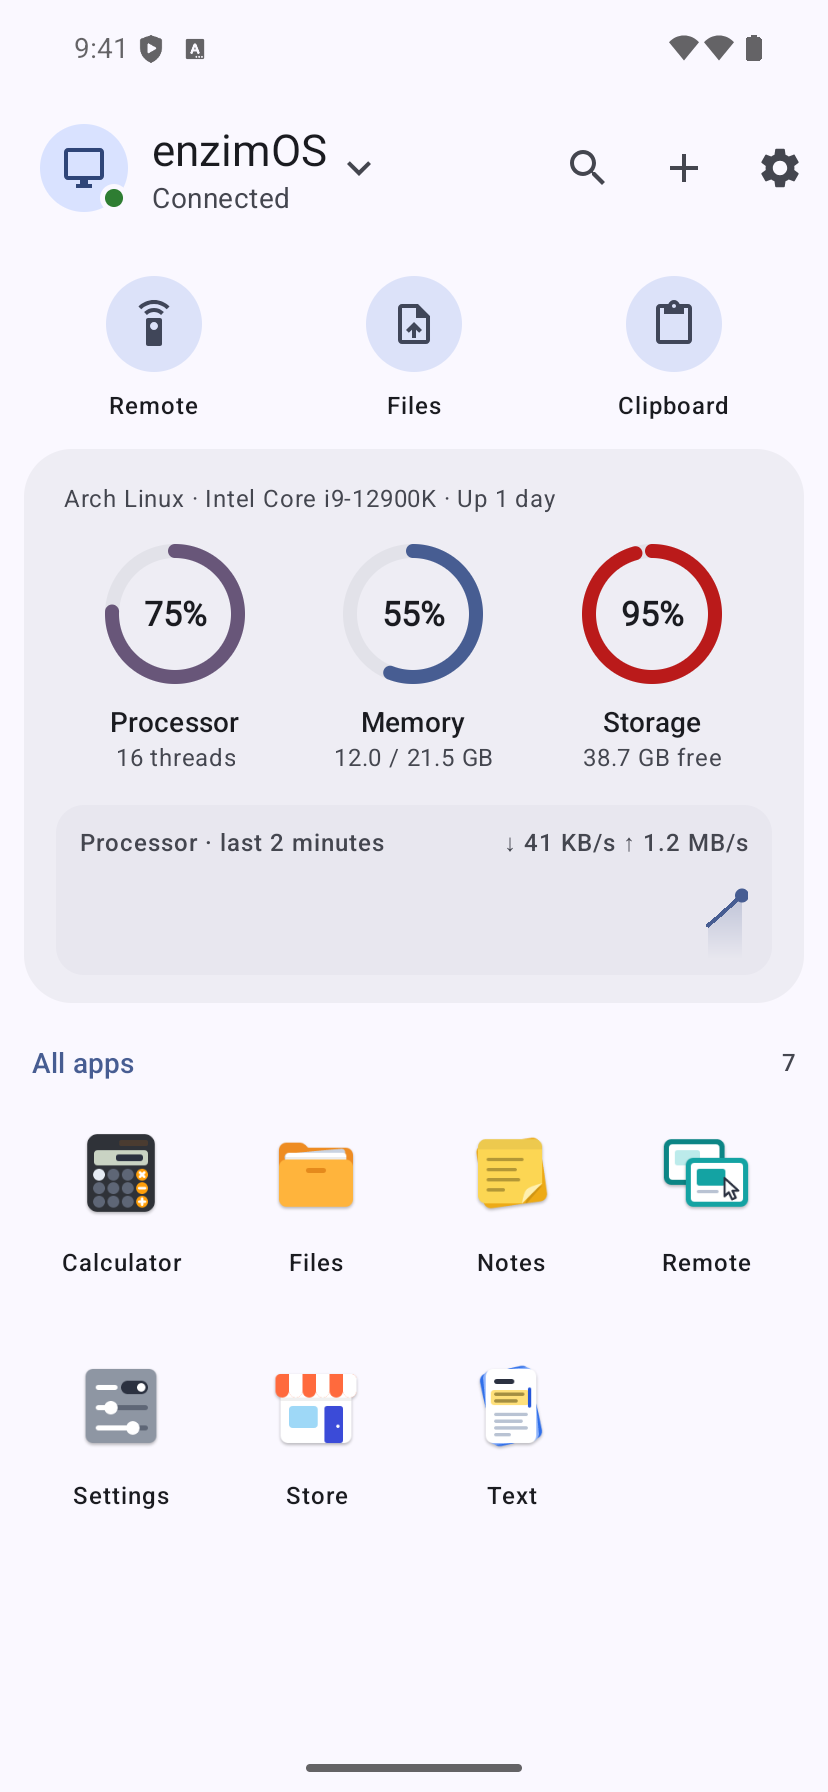 9:41
enzimOS
Connected
Remote
Files
Clipboard
Arch Linux · Intel Core i9-12900K · Up 1 day
75%
55%
95%
Processor
Memory
Storage
16 threads
12.0 / 21.5 GB
38.7 GB free
Processor · last 2 minutes
↓ 41 KB/s ↑ 1.2 MB/s
All apps
7
Calculator
Files
Notes
Remote
Settings
Store
Text